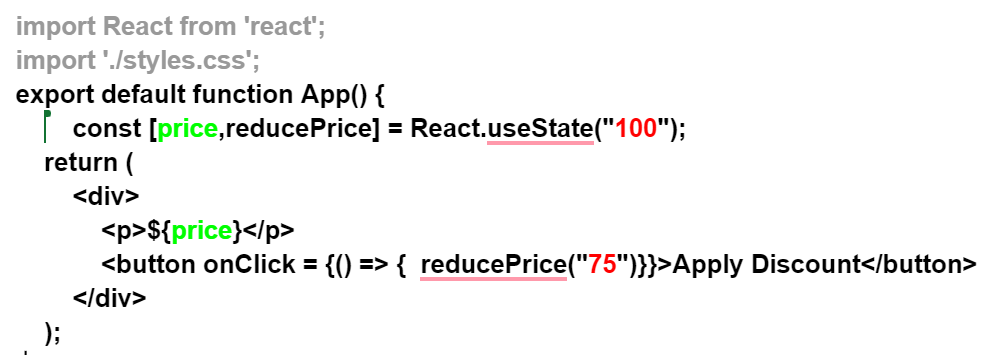 import React from 'react';
import './styles.css';
export default function App() {
const [price,reducePrice] = React.useState("100");
return (
<div>
<p>${price}</p>
<button onClick = {() => {  reducePrice("75")}}>Apply Discount</button>
</div>
);